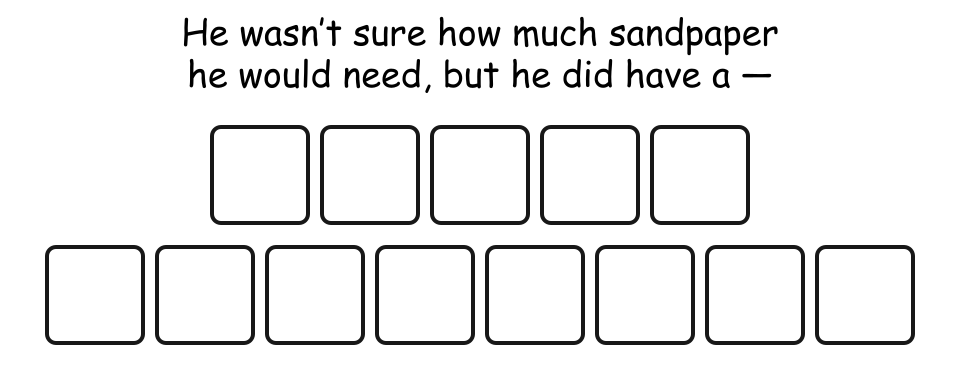 He wasn't sure how much sandpaper
he would need, but he did have a —